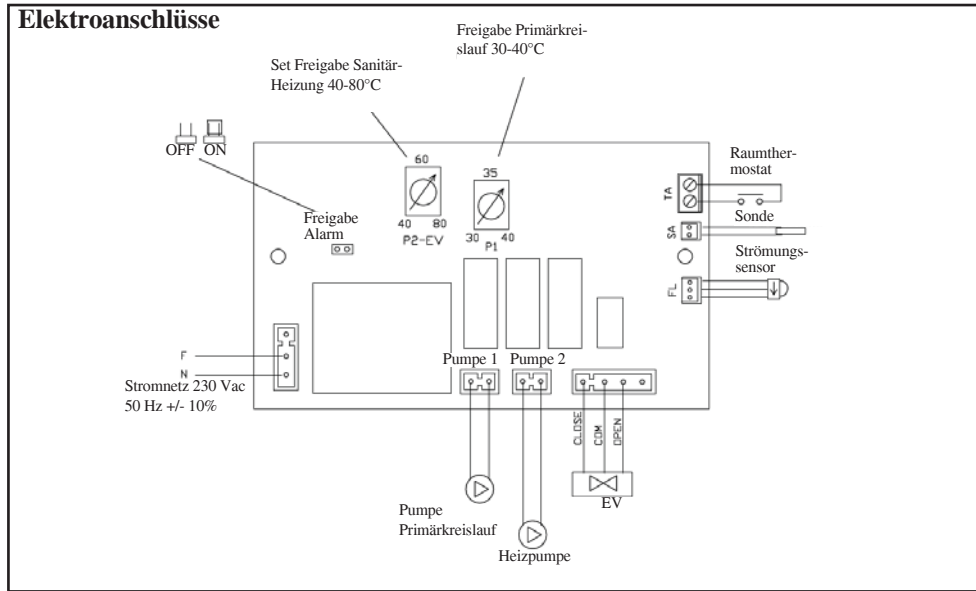 Elektroanschlüsse
Freigabe Primärkrei-
slauf 30-40°C
Set Freigabe Sanitär-
Heizung 40-80°C
OFF ON
60
35
Freigabe
Alarm
40 80
P2-EV
30 40
P1
Raumther-
mostat
TA
Sonde
SA
Strömungs-
sensor
FL
F
N
Stromnetz 230 Vac
50 Hz +/- 10%
Pumpe 1 Pumpe 2
CLOSE
COM
OPEN
EV
Pumpe
Primärkreislauf
Heizpumpe